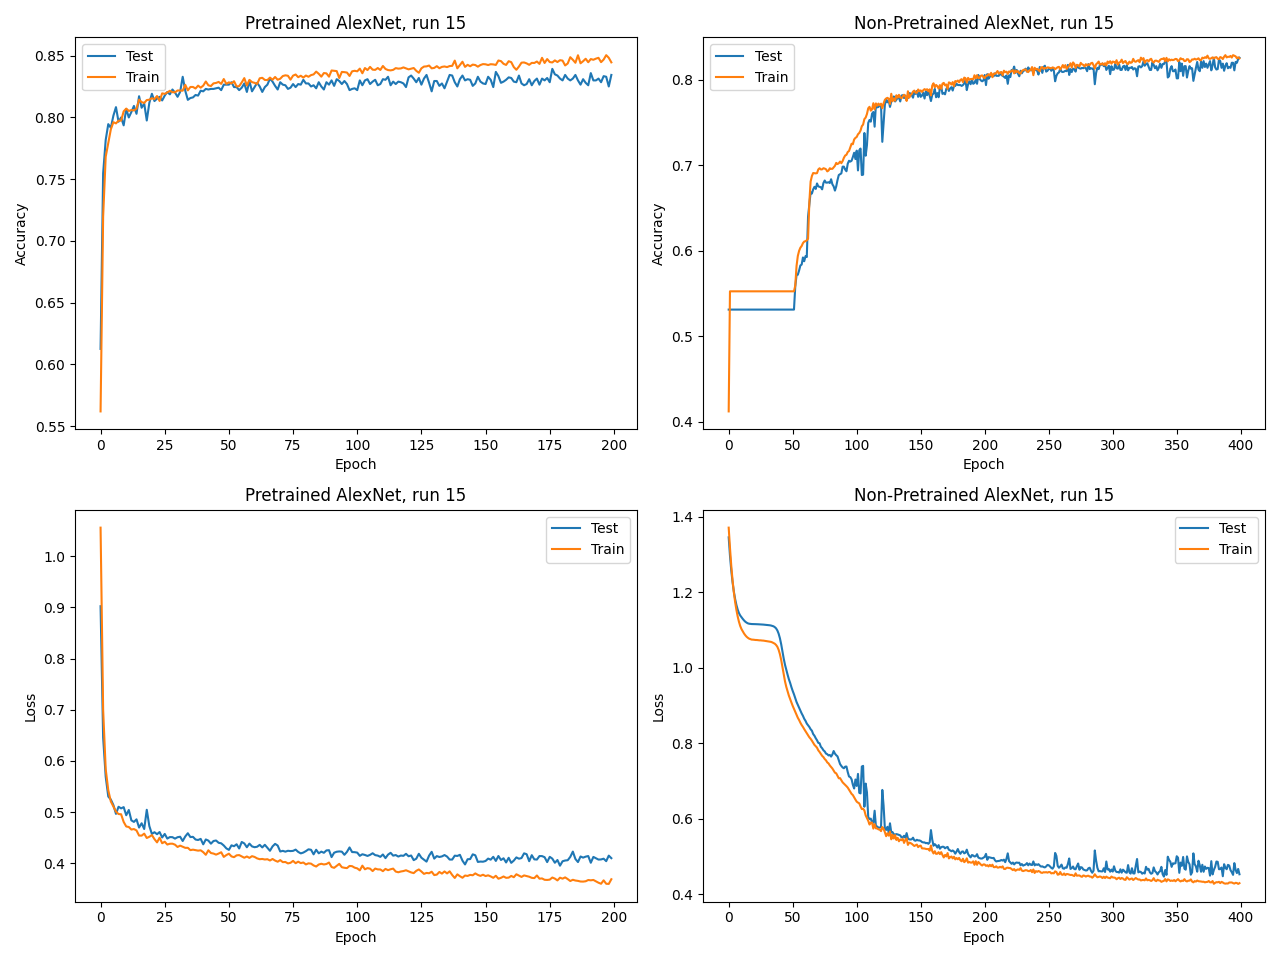 Pretrained AlexNet, run 15
Test
Train
0.85
0.80
0.75
0.70
0.65
0.60
0.55
Accuracy
0 25 50 75 100 125 150 175 200
Epoch
Non-Pretrained AlexNet, run 15
Test
Train
0.8
0.7
0.6
0.5
0.4
Accuracy
0 50 100 150 200 250 300 350 400
Epoch
Pretrained AlexNet, run 15
Test
Train
1.0
0.9
0.8
0.7
0.6
0.5
0.4
Loss
0 25 50 75 100 125 150 175 200
Epoch
Non-Pretrained AlexNet, run 15
Test
Train
1.4
1.2
1.0
0.8
0.6
0.4
Loss
0 50 100 150 200 250 300 350 400
Epoch